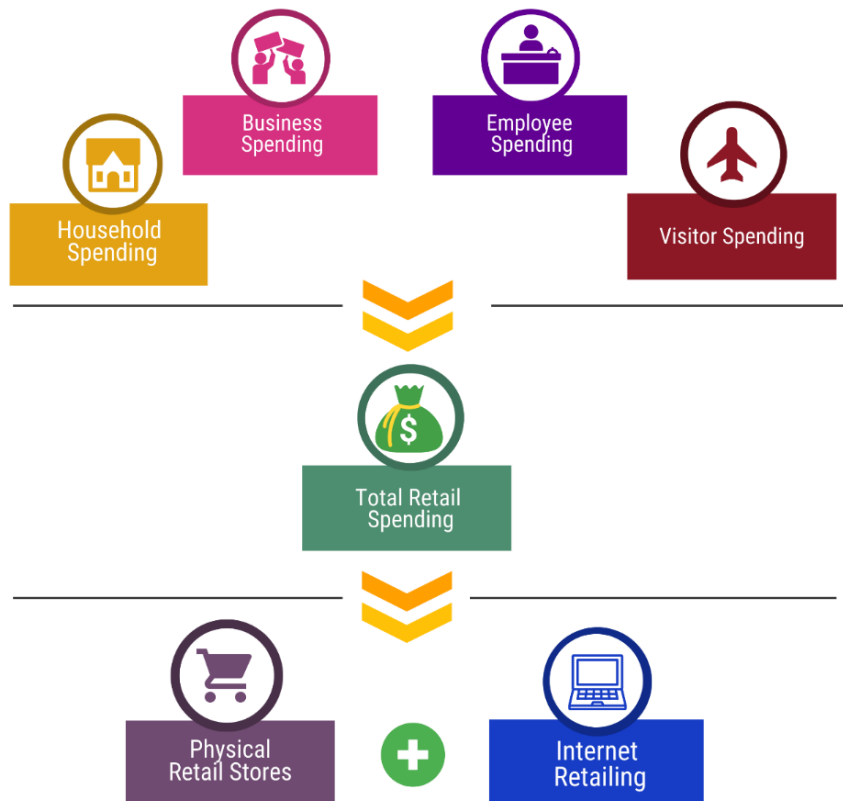 Business
Spending
Employee
Spending
Household
Spending
Visitor Spending
$
Total Retail
Spending
Physical
Retail Stores
Internet
Retailing